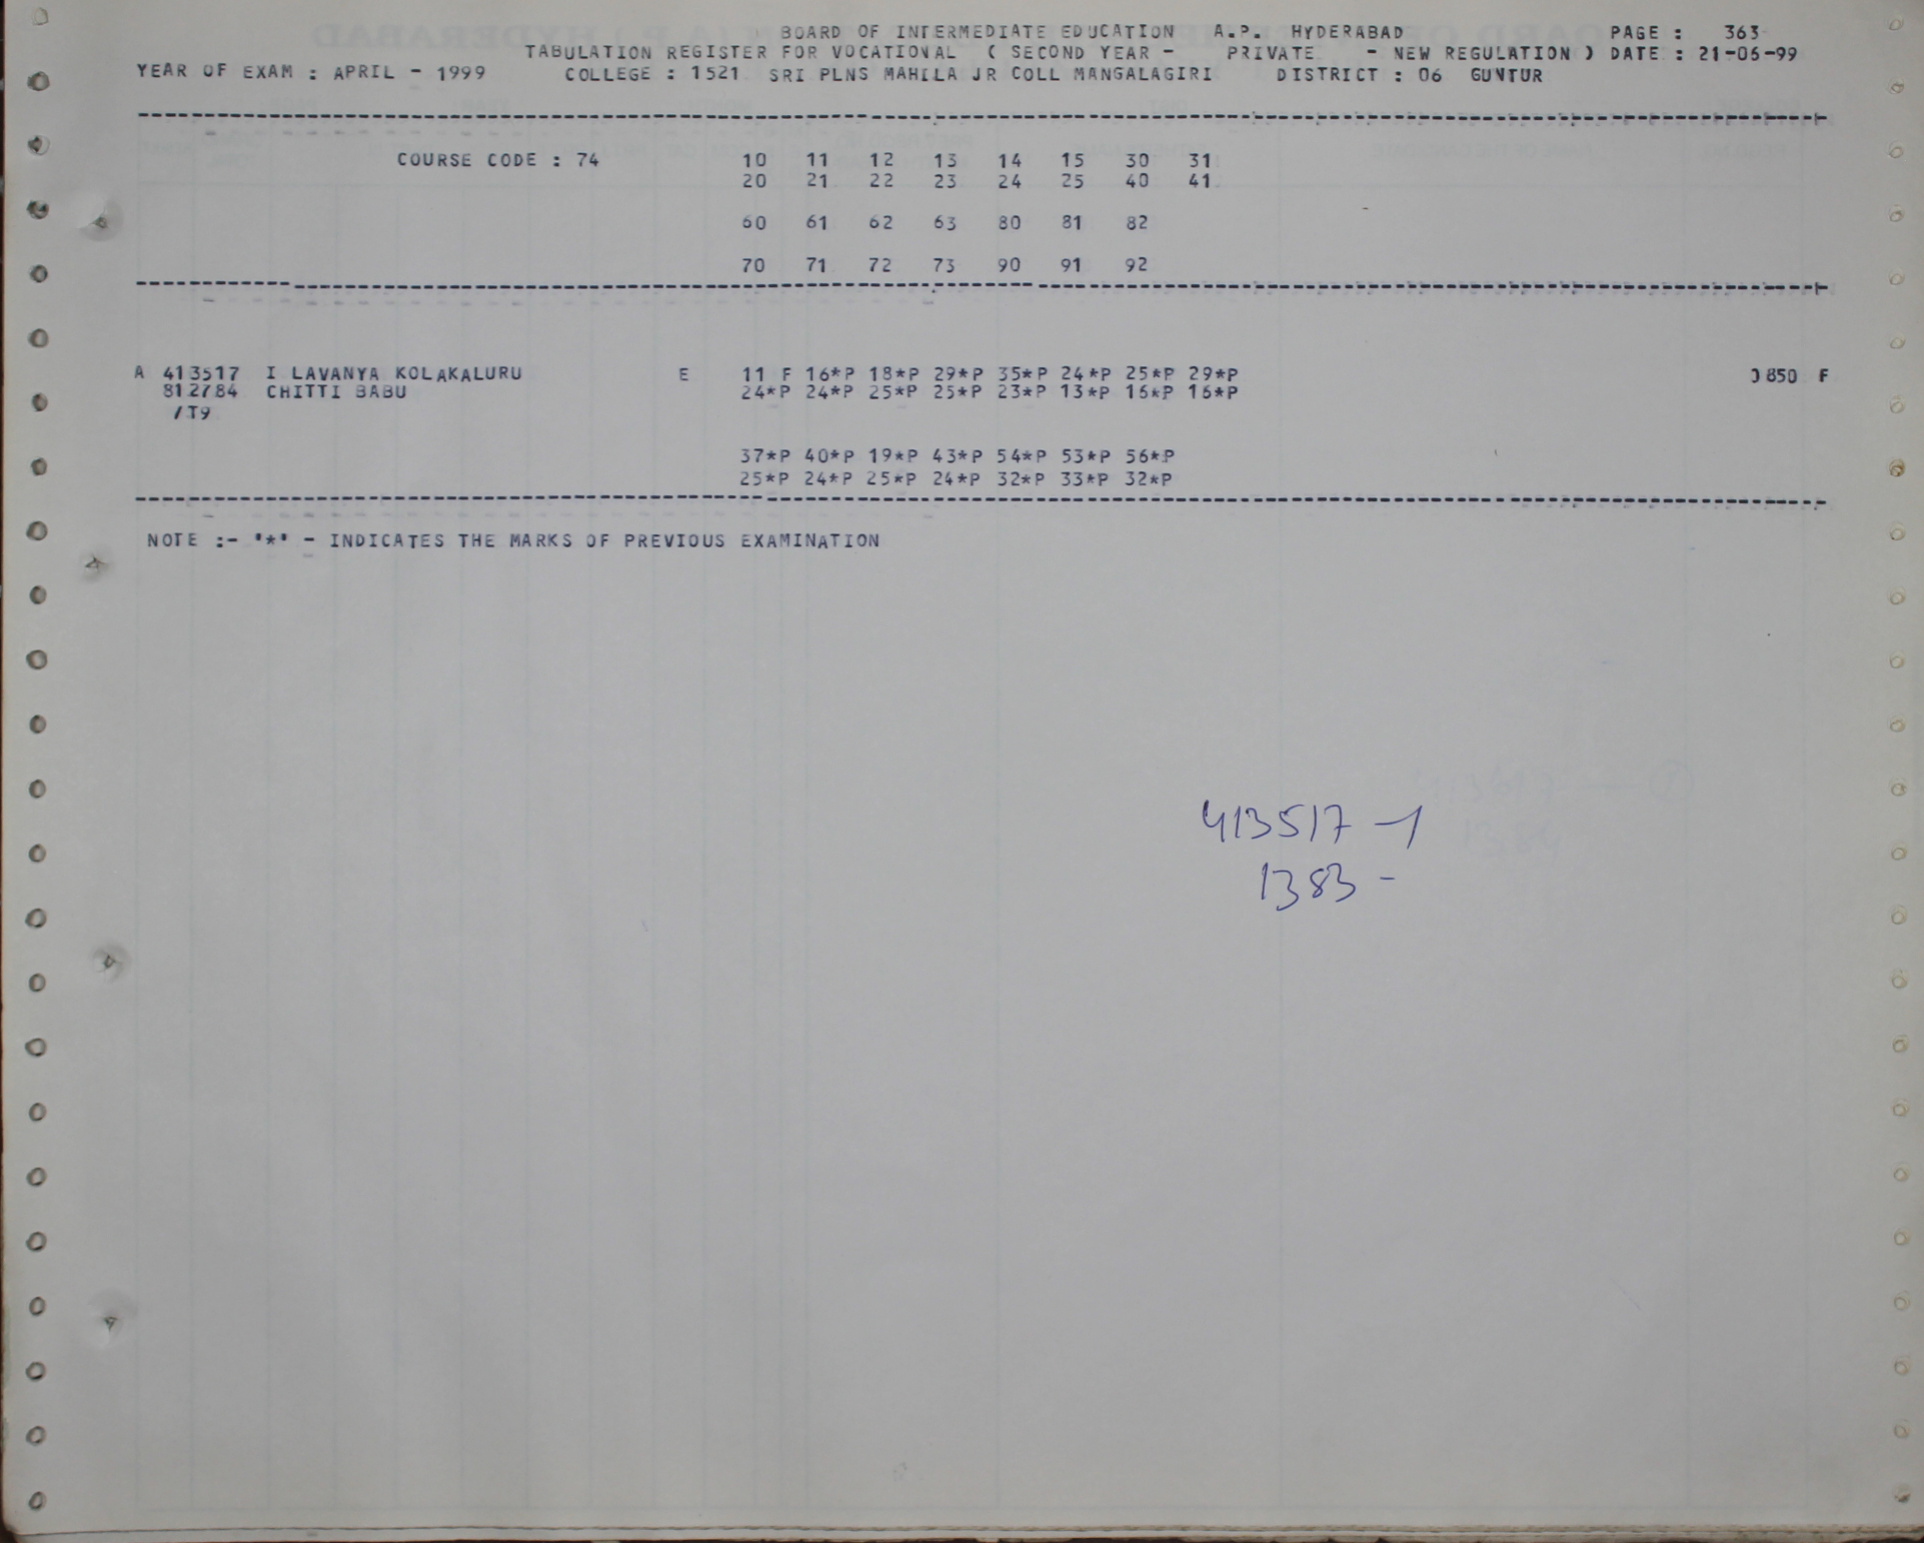 BOARD OF INTERMEDIATE EDUCATION A.P. HYDERABAD PAGE : 363
TABULATION REGISTER FOR VOCATIONAL ( SECOND YEAR - PRIVATE - NEW REGULATION ) DATE : 21-06-99
YEAR OF EXAM : APRIL - 1999 COLLEGE : 1521 SRI PLNS MAHILA JR COLL MANGALAGIRI DISTRICT : 06 GUNTUR
COURSE CODE : 74 10 11 12 13 14 15 30 31
20 21 22 23 24 25 40 41
60 61 62 63 80 81 82
70 71 72 73 90 91 92
A 413517 I LAVANYA KOLAKALURU E 11 F 16*P 18*P 29*P 35*P 24*P 25*P 29*P 0850 F
812784 CHITTI BABU 24*P 24*P 25*P 25*P 23*P 13*P 16*P 16*P
/T9
37*P 40*P 19*P 43*P 54*P 53*P 56*P
25*P 24*P 25*P 24*P 32*P 33*P 32*P
NOTE :- '*' - INDICATES THE MARKS OF PREVIOUS EXAMINATION
413517 - 1
1383 -